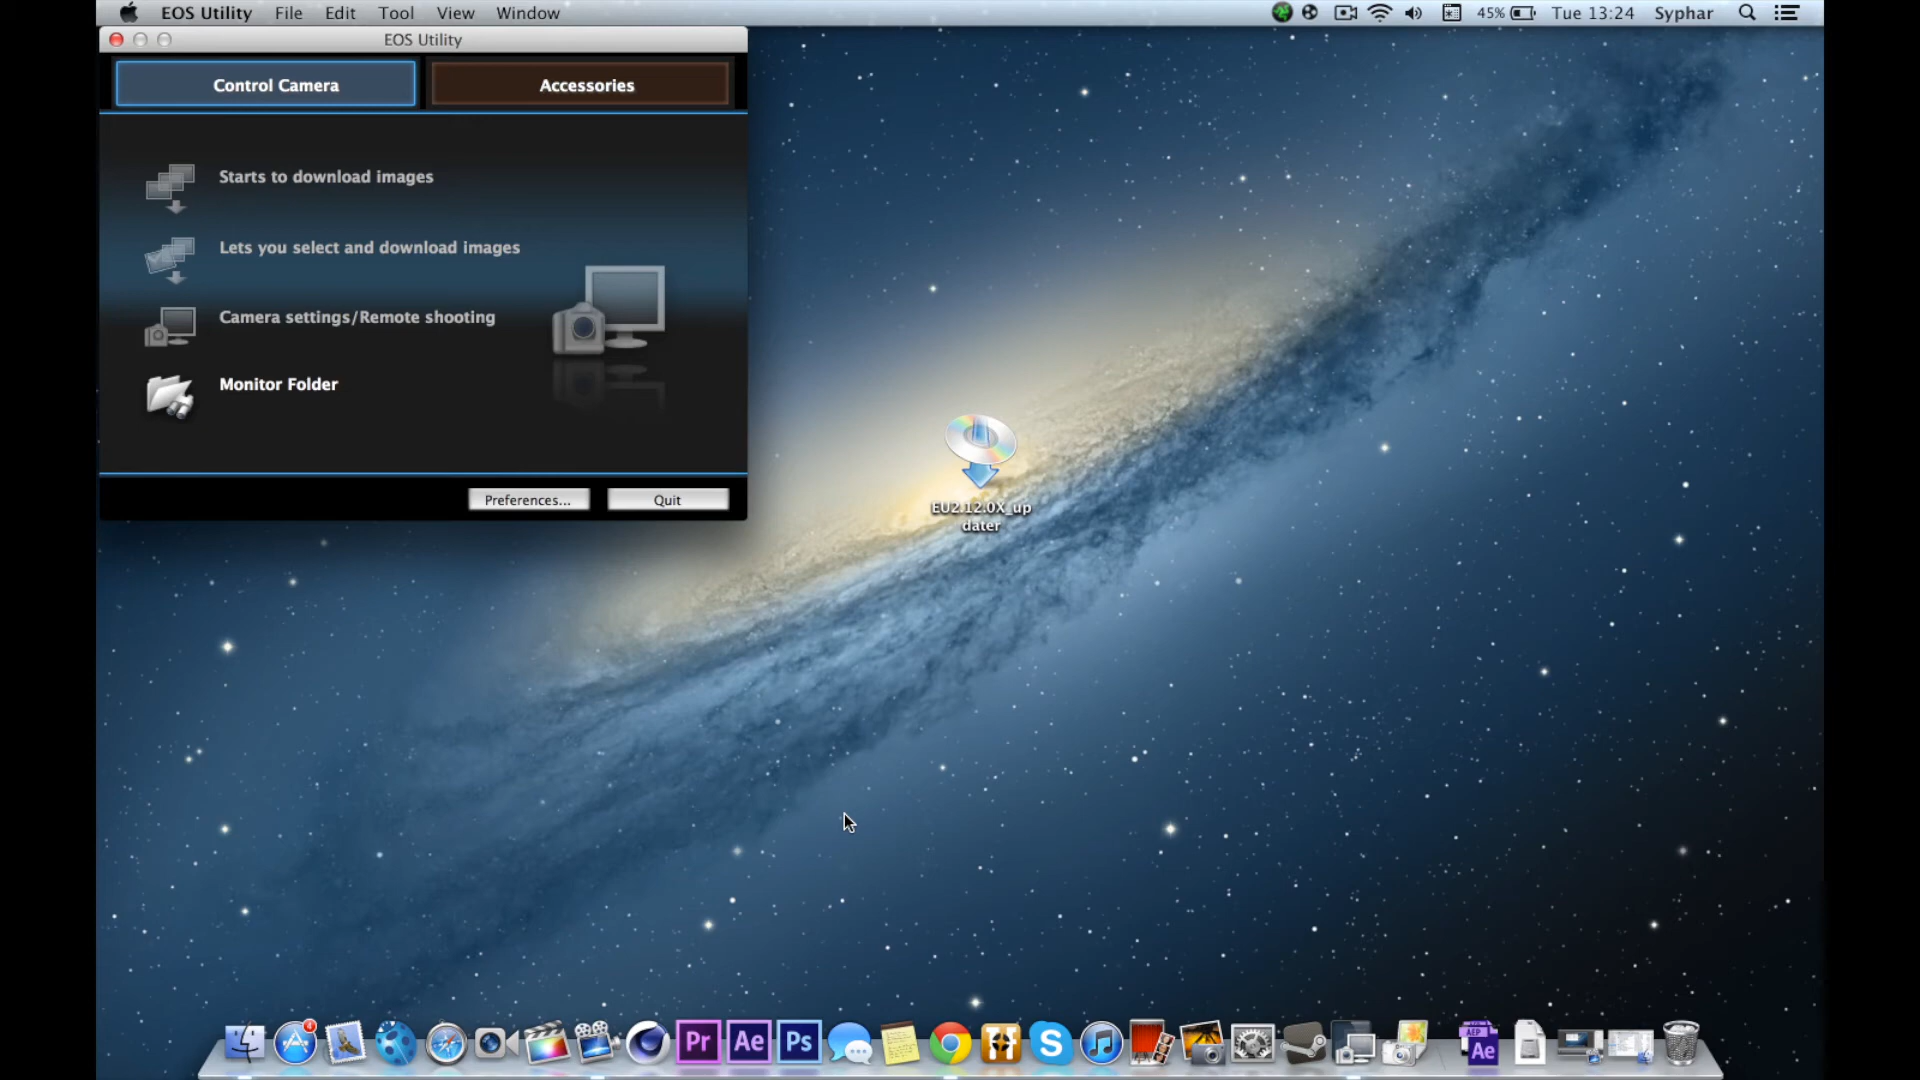 EOS Utility File Edit Tool View Window 45% Tue 13:24 Syphar
EOS Utility
Control Camera Accessories
Starts to download images
Lets you select and download images
Camera settings/Remote shooting
Monitor Folder
Preferences... Quit
EU2.12.0X_up
dater
4
Pr Ae Ps S AEP
Ae